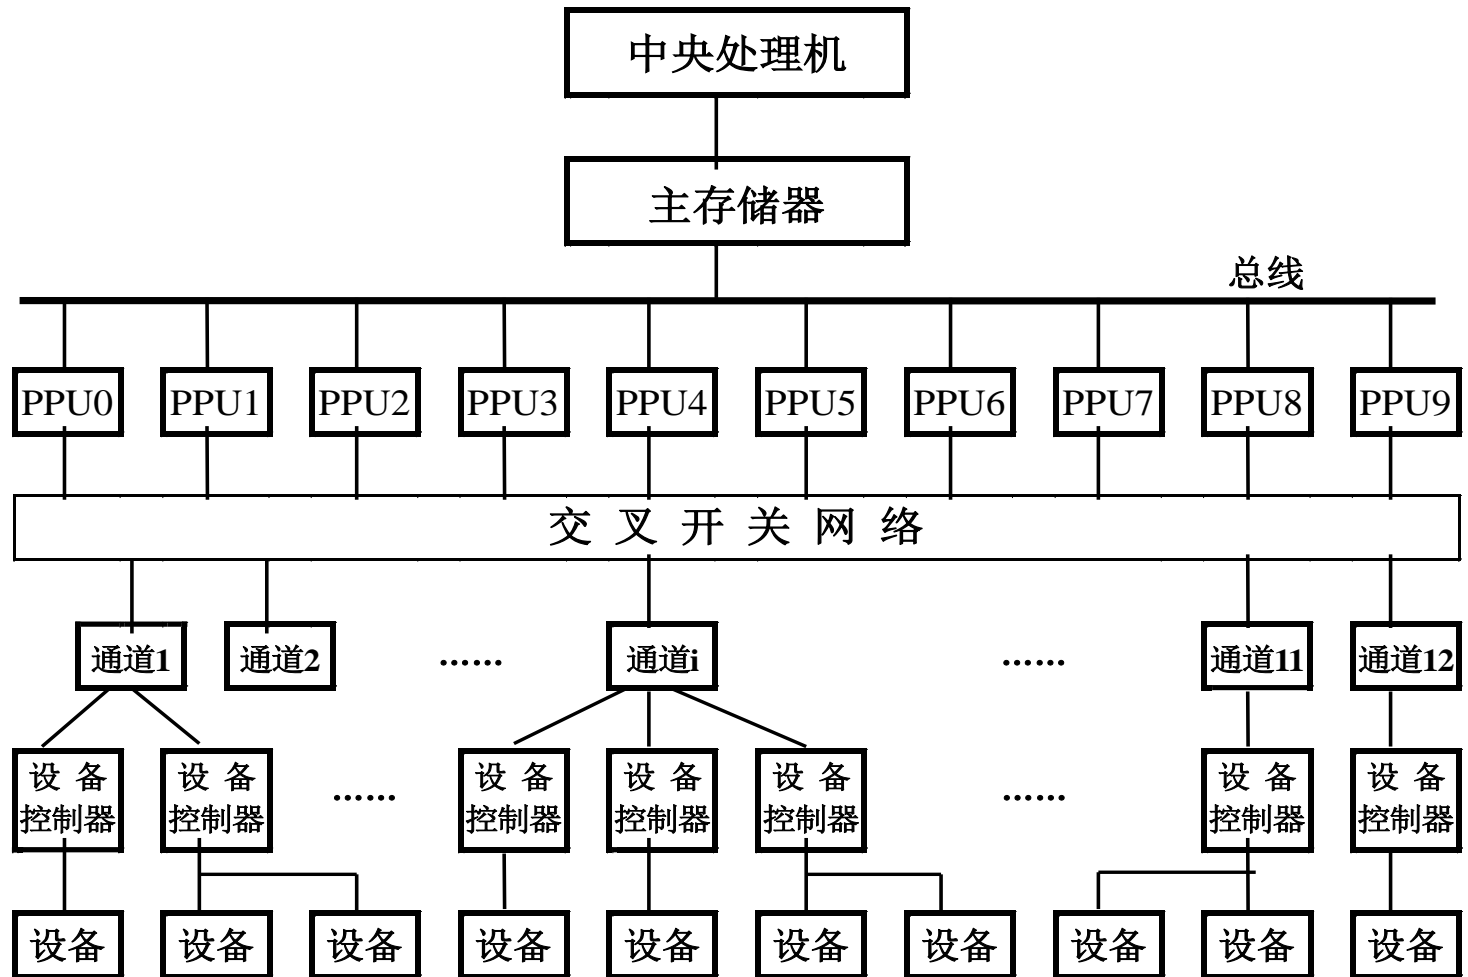 中央处理机
主存储器
总线
PPU0 PPU1 PPU2 PPU3 PPU4 PPU5 PPU6 PPU7 PPU8 PPU9
交叉开关网络
通道1 通道2 …… 通道i …… 通道11 通道12
设备 设备 设备 设备 设备 设备 设备
控制器 控制器 …… 控制器 控制器 控制器 …… 控制器 控制器
设备 设备 设备 设备 设备 设备 设备 设备 设备 设备